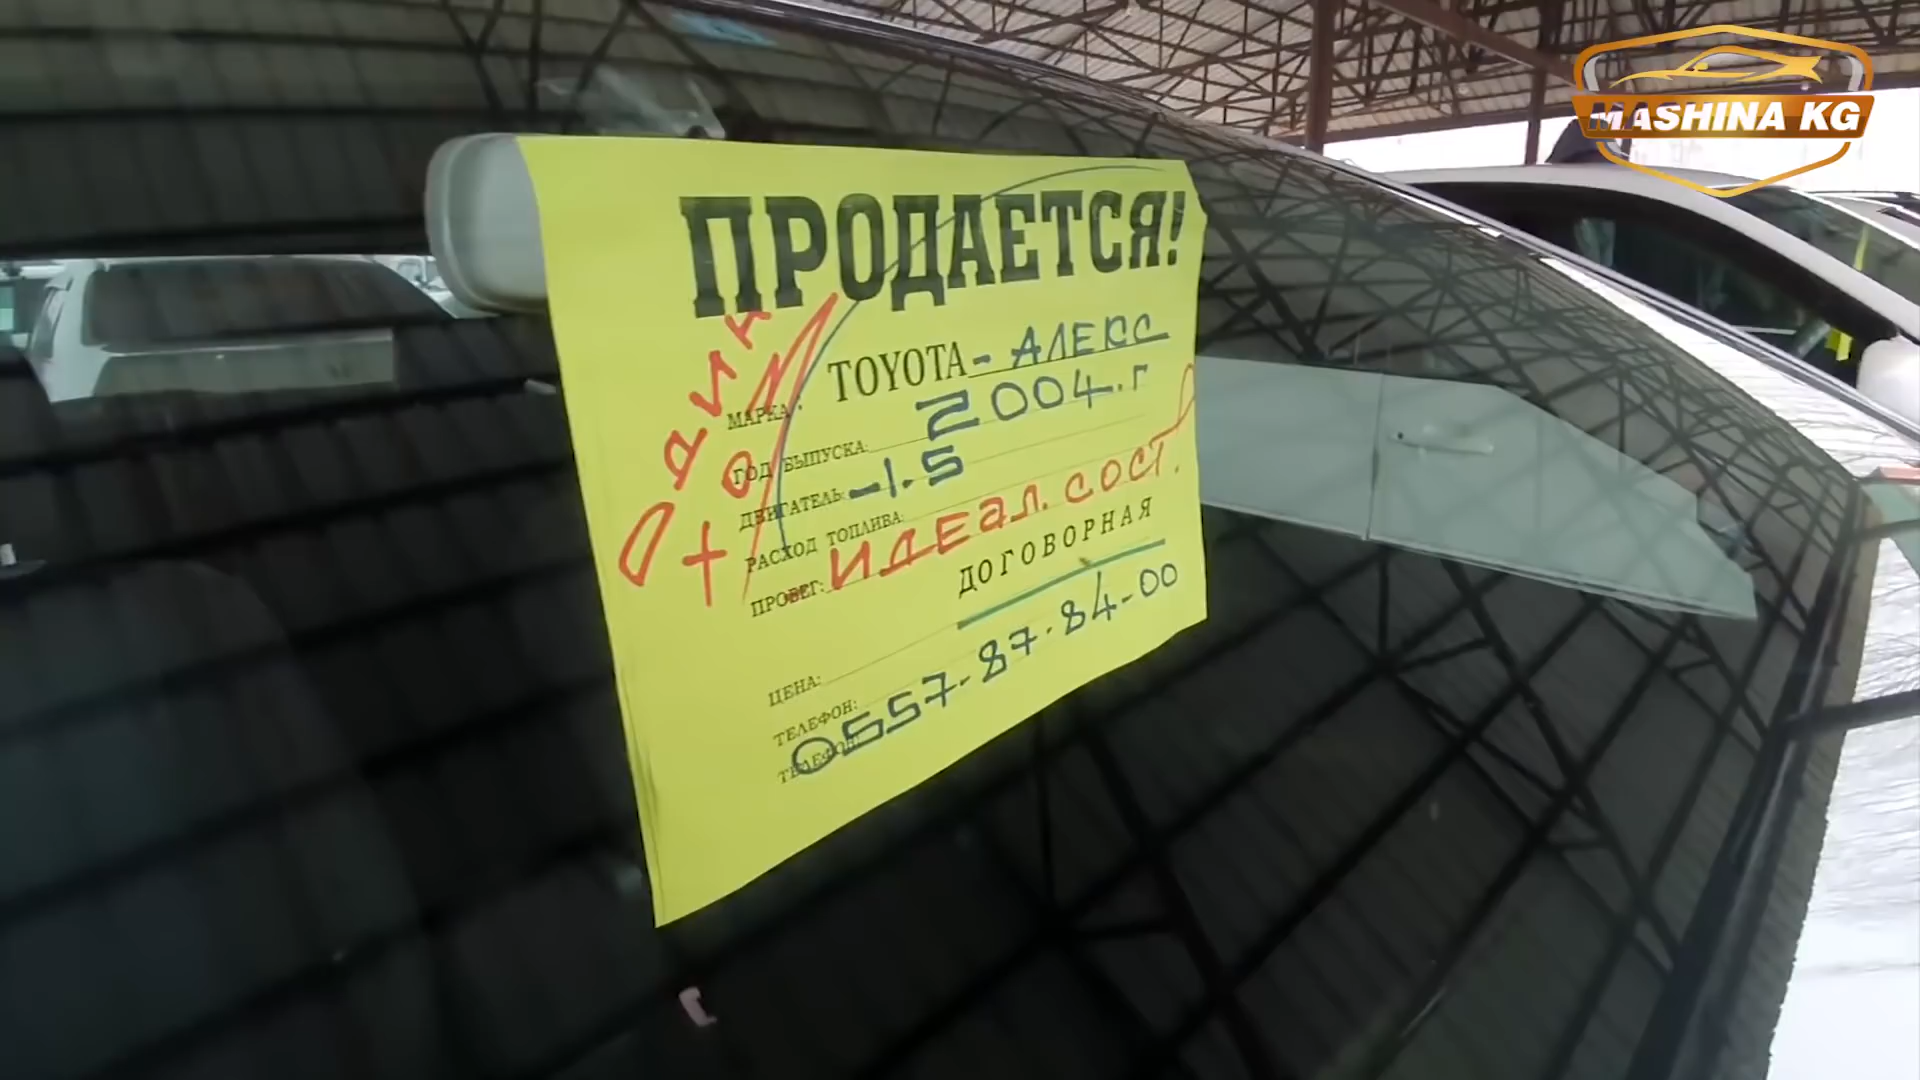 MASHINA KG
ПРОДАЕТСЯ!
МАРКА: TOYOTA - АЛЕКС
ГОД ВЫПУСКА: 2004.г
ДВИГАТЕЛЬ: -1.5
РАСХОД ТОПЛИВА:
ПРОБЕГ: ИДЕАЛ. СОСТ.
ДОГОВОРНАЯ
ЦЕНА:
ТЕЛЕФОН:
ТЕЛЕФОН: 0557-87-84-00